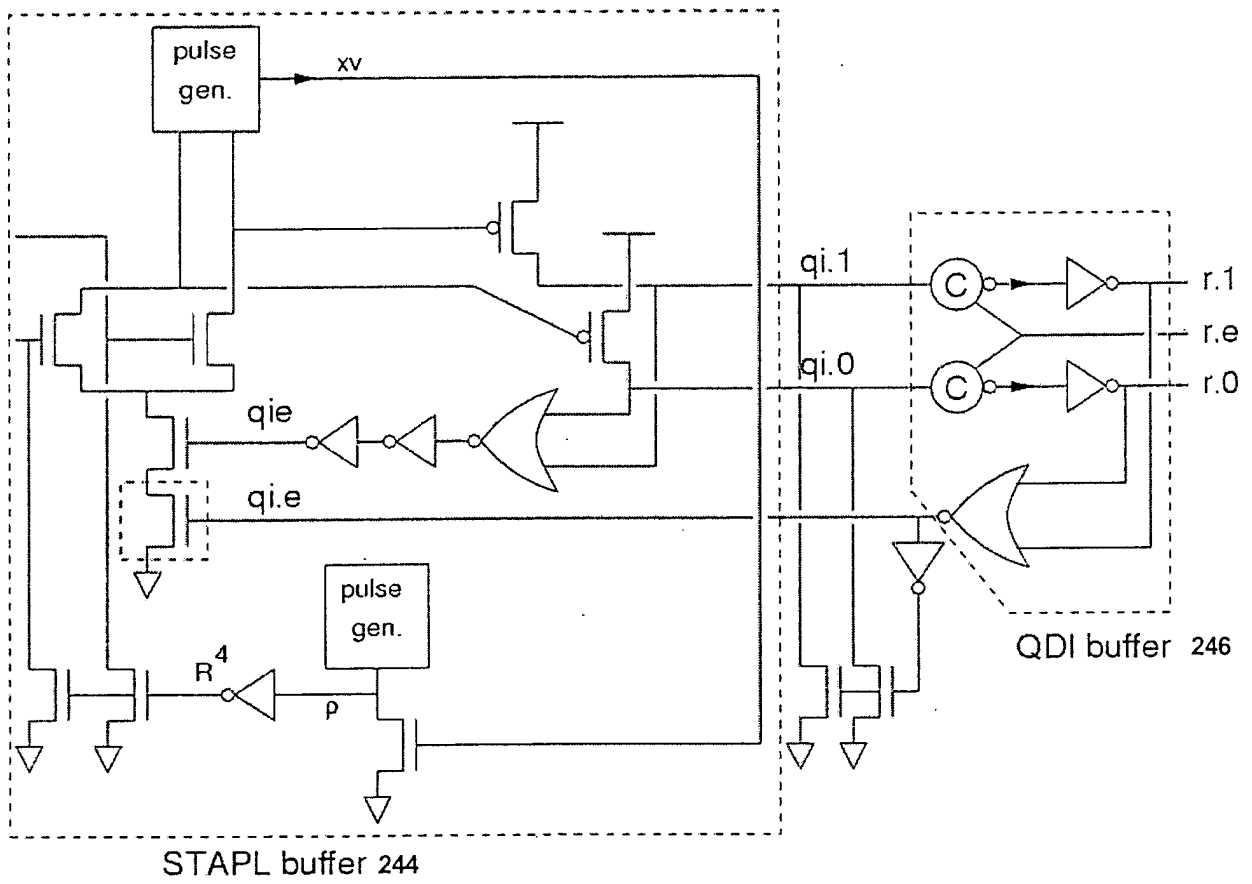 pulse
gen.
xv
qi.1
C
r.1
r.e
qi.0
C
r.0
qie
qi.e
pulse
gen.
R^4
ρ
QDI buffer 246
STAPL buffer 244